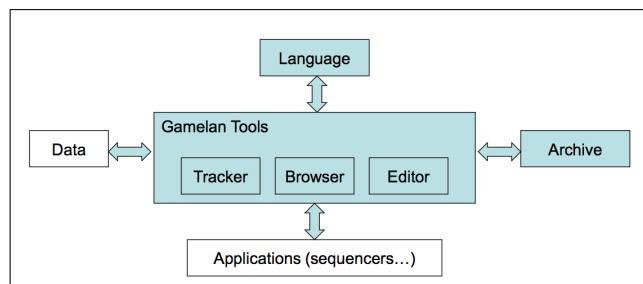 Language
Gamelan Tools
Data
Archive
Tracker Browser Editor
Applications (sequencers…)